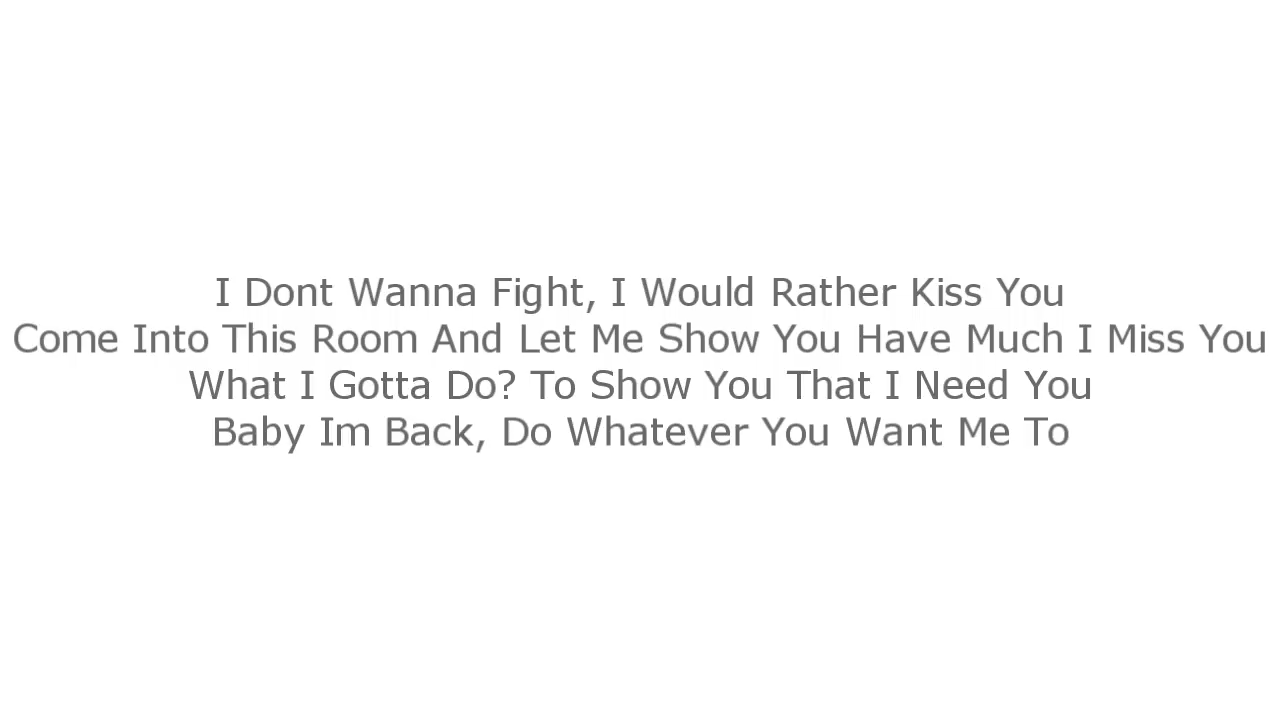 I Dont Wanna Fight, I Would Rather Kiss You
Come Into This Room And Let Me Show You Have Much I Miss You
What I Gotta Do? To Show You That I Need You
Baby Im Back, Do Whatever You Want Me To